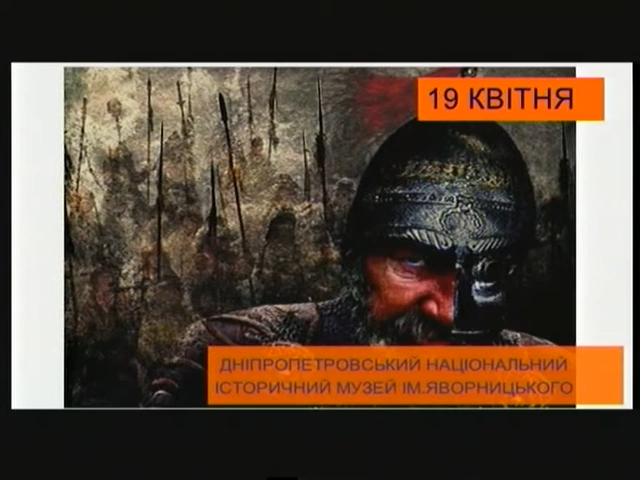 19 КВІТНЯ
ДНІПРОПЕТРОВСЬКИЙ НАЦІОНАЛЬНИЙ
ІСТОРИЧНИЙ МУЗЕЙ ІМ.ЯВОРНИЦЬКОГО